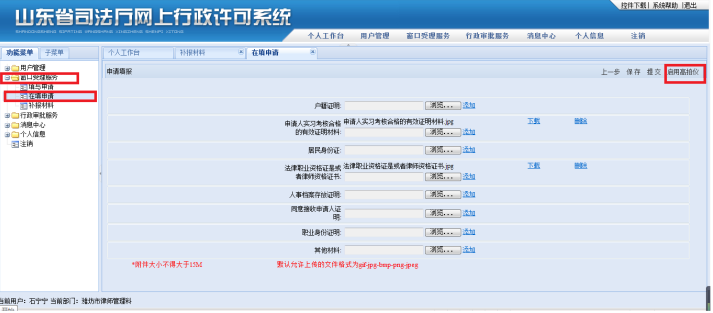 控件下载| 系统帮助 |退出
山东省司法厅网上行政许可系统
个人工作台 用户管理 窗口受理服务 行政审批服务 消息中心 个人信息 注销
功能菜单 子菜单
个人工作台 补报材料 在填申请
用户管理
窗口受理服务
填写申请
在填申请
补报材料
行政审批服务
消息中心
个人信息
注销
申请填报 上一步 保存 提交 启用高拍仪
户籍证明: 浏览... 添加
申请人实习考核合格的有效证明材料: 申请人实习考核合格的有效证明材料.jpg 下载 删除
浏览... 添加
居民身份证: 浏览... 添加
法律职业资格证是或者律师资格证书: 法律职业资格证是或者律师资格证书.jpg 下载 删除
浏览... 添加
人事档案存放证明: 浏览... 添加
同意接收申请人证明: 浏览... 添加
职业身份证明: 浏览... 添加
其他材料: 浏览... 添加
*附件大小不得大于15M 默认允许上传的文件格式为gif-jpg-bmp-png-jpeg
当前用户: 石宁宁 当前部门: 潍坊市律师管理科